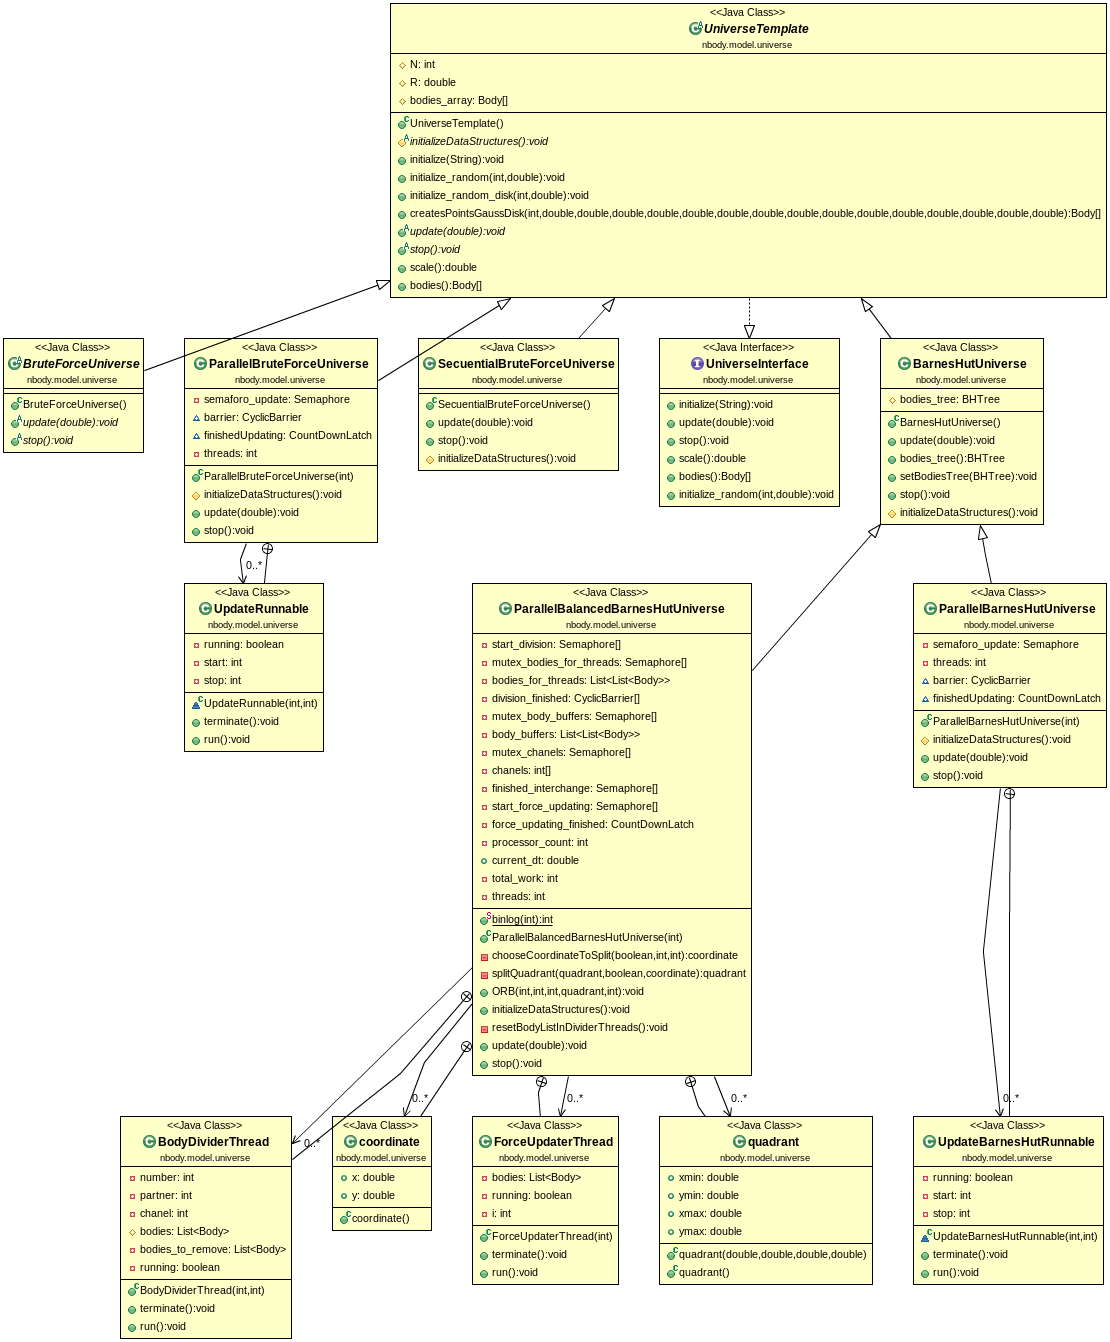 <<Java Class>>
UniverseTemplate
nbody.model.universe
N: int
R: double
bodies_array: Body[]
UniverseTemplate()
initializeDataStructures():void
initialize(String):void
initialize_random(int,double):void
initialize_random_disk(int,double):void
createsPointsGaussDisk(int,double,double,double,double,double,double,double,double,double,double,double,double,double,double):Body[]
update(double):void
stop():void
scale():double
bodies():Body[]
<<Java Class>>
BruteForceUniverse
nbody.model.universe
BruteForceUniverse()
update(double):void
stop():void
<<Java Class>>
ParallelBruteForceUniverse
nbody.model.universe
semaforo_update: Semaphore
barrier: CyclicBarrier
finishedUpdating: CountDownLatch
threads: int
ParallelBruteForceUniverse(int)
initializeDataStructures():void
update(double):void
stop():void
<<Java Class>>
SecuentialBruteForceUniverse
nbody.model.universe
SecuentialBruteForceUniverse()
update(double):void
stop():void
initializeDataStructures():void
<<Java Interface>>
UniverseInterface
nbody.model.universe
initialize(String):void
update(double):void
stop():void
scale():double
bodies():Body[]
initialize_random(int,double):void
<<Java Class>>
BarnesHutUniverse
nbody.model.universe
bodies_tree: BHTree
BarnesHutUniverse()
update(double):void
bodies_tree():BHTree
setBodiesTree(BHTree):void
stop():void
initializeDataStructures():void
0..*
<<Java Class>>
UpdateRunnable
nbody.model.universe
running: boolean
start: int
stop: int
UpdateRunnable(int,int)
terminate():void
run():void
<<Java Class>>
ParallelBalancedBarnesHutUniverse
nbody.model.universe
start_division: Semaphore[]
mutex_bodies_for_threads: Semaphore[]
bodies_for_threads: List<List<Body>>
division_finished: CyclicBarrier[]
mutex_body_buffers: Semaphore[]
body_buffers: List<List<Body>>
mutex_chanels: Semaphore[]
chanels: int[]
finished_interchange: Semaphore[]
start_force_updating: Semaphore[]
force_updating_finished: CountDownLatch
processor_count: int
current_dt: double
total_work: int
threads: int
binlog(int):int
ParallelBalancedBarnesHutUniverse(int)
chooseCoordinateToSplit(boolean,int,int):coordinate
splitQuadrant(quadrant,boolean,coordinate):quadrant
ORB(int,int,int,quadrant,int):void
initializeDataStructures():void
resetBodyListInDividerThreads():void
update(double):void
stop():void
<<Java Class>>
ParallelBarnesHutUniverse
nbody.model.universe
semaforo_update: Semaphore
threads: int
barrier: CyclicBarrier
finishedUpdating: CountDownLatch
ParallelBarnesHutUniverse(int)
initializeDataStructures():void
update(double):void
stop():void
0..*
0..*
0..*
0..*
0..*
<<Java Class>>
BodyDividerThread
nbody.model.universe
number: int
partner: int
chanel: int
bodies: List<Body>
bodies_to_remove: List<Body>
running: boolean
BodyDividerThread(int,int)
terminate():void
run():void
<<Java Class>>
coordinate
nbody.model.universe
x: double
y: double
coordinate()
<<Java Class>>
ForceUpdaterThread
nbody.model.universe
bodies: List<Body>
running: boolean
i: int
ForceUpdaterThread(int)
terminate():void
run():void
<<Java Class>>
quadrant
nbody.model.universe
xmin: double
ymin: double
xmax: double
ymax: double
quadrant(double,double,double,double)
quadrant()
<<Java Class>>
UpdateBarnesHutRunnable
nbody.model.universe
running: boolean
start: int
stop: int
UpdateBarnesHutRunnable(int,int)
terminate():void
run():void